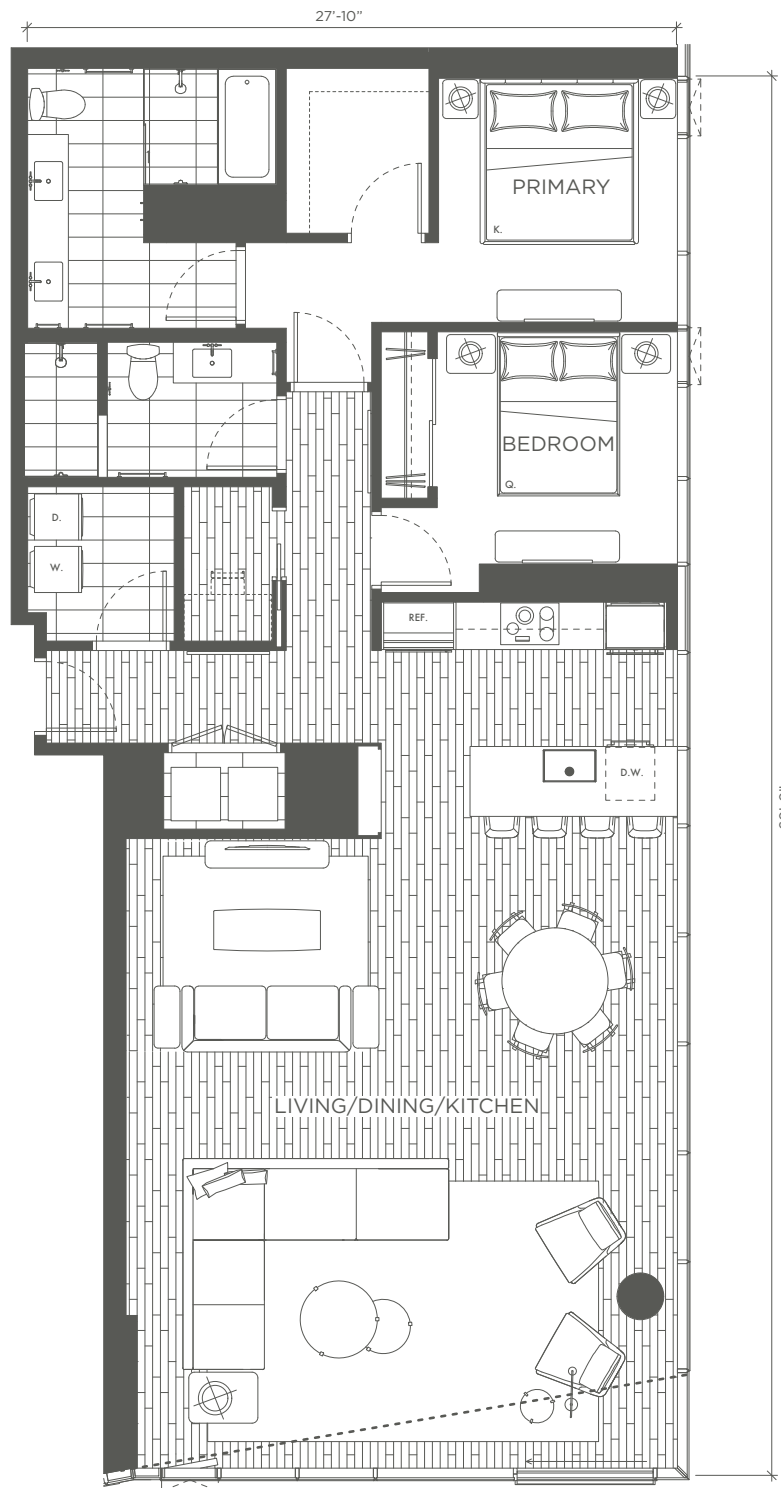 27'-10"
PRIMARY
K.
BEDROOM
Q.
D.
W.
REF.
D.W.
LIVING/DINING/KITCHEN